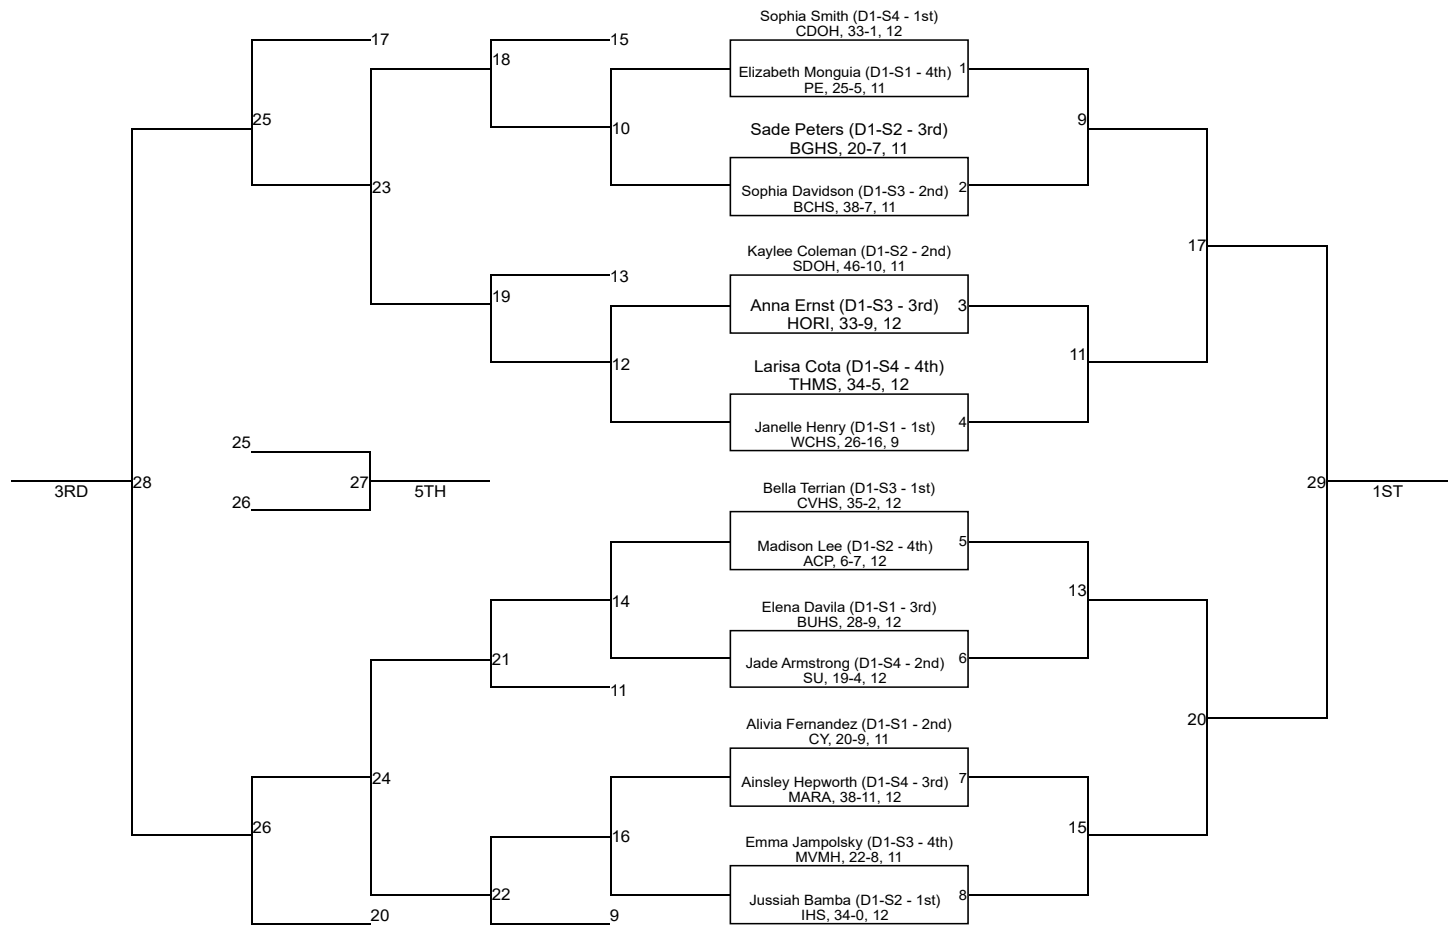 Sophia Smith (D1-S4 - 1st)
CDOH, 33-1, 12
17
15
18
Elizabeth Monguia (D1-S1 - 4th) 1
PE, 25-5, 11
25
10
Sade Peters (D1-S2 - 3rd)
BGHS, 20-7, 11
9
23
Sophia Davidson (D1-S3 - 2nd) 2
BCHS, 38-7, 11
17
Kaylee Coleman (D1-S2 - 2nd)
SDOH, 46-10, 11
13
19
Anna Ernst (D1-S3 - 3rd) 3
HORI, 33-9, 12
12
Larisa Cota (D1-S4 - 4th)
THMS, 34-5, 12
11
Janelle Henry (D1-S1 - 1st) 4
WCHS, 26-16, 9
25
3RD
28
27
5TH
26
29
1ST
Bella Terrian (D1-S3 - 1st)
CVHS, 35-2, 12
Madison Lee (D1-S2 - 4th) 5
ACP, 6-7, 12
14
Elena Davila (D1-S1 - 3rd)
BUHS, 28-9, 12
13
21
Jade Armstrong (D1-S4 - 2nd) 6
SU, 19-4, 12
11
20
Alivia Fernandez (D1-S1 - 2nd)
CY, 20-9, 11
24
Ainsley Hepworth (D1-S4 - 3rd) 7
MARA, 38-11, 12
26
16
Emma Jampolsky (D1-S3 - 4th)
MVMH, 22-8, 11
15
22
Jussiah Bamba (D1-S2 - 1st) 8
IHS, 34-0, 12
20
9